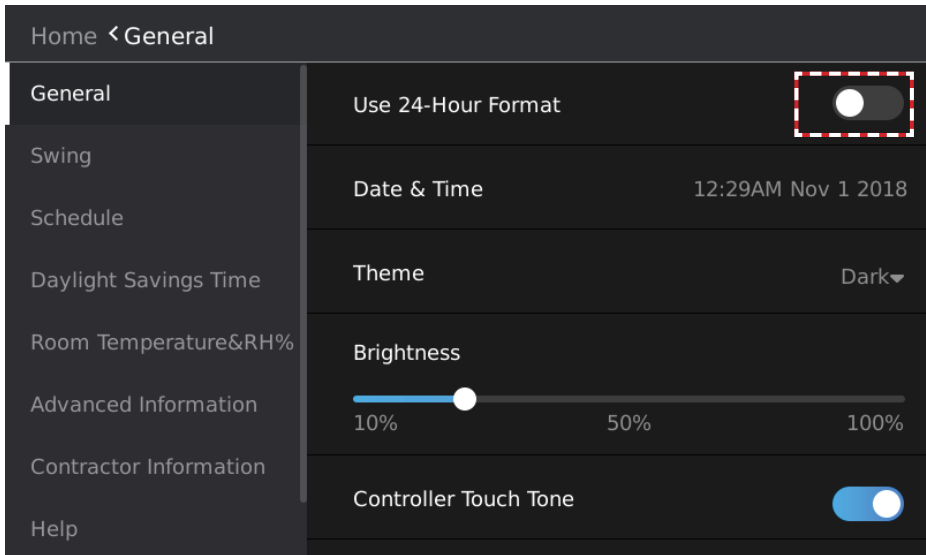 Home < General
General
Swing
Schedule
Daylight Savings Time
Room Temperature&RH%
Advanced Information
Contractor Information
Help
Use 24-Hour Format
Date & Time 12:29AM Nov 1 2018
Theme Dark
Brightness
10% 50% 100%
Controller Touch Tone